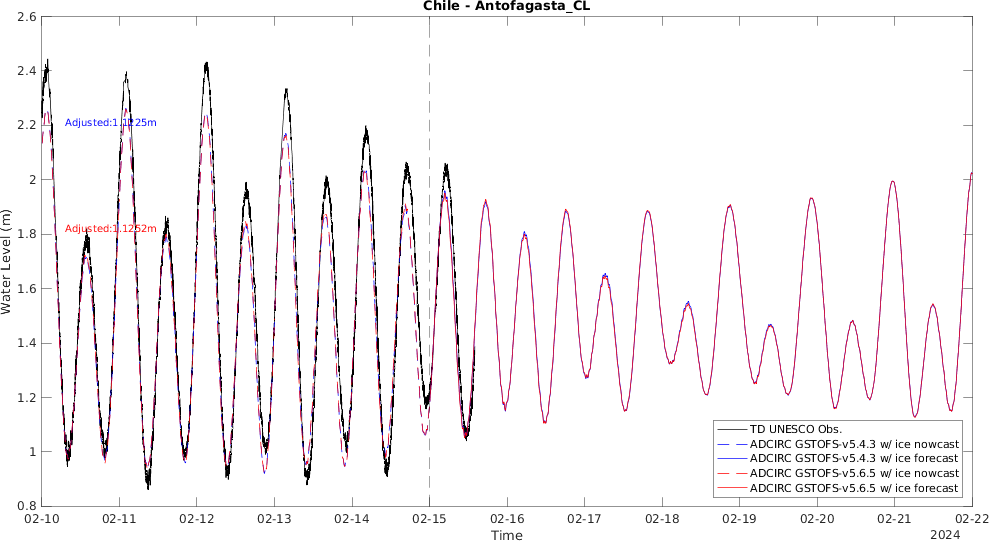 Chile - Antofagasta_CL
2.6
2.4
2.2
2
1.8
1.6
1.4
1.2
1
0.8
Water Level (m)
Adjusted:1.1225m
Adjusted:1.1252m
TD UNESCO Obs.
ADCIRC GSTOFS-v5.4.3 w/ ice nowcast
ADCIRC GSTOFS-v5.4.3 w/ ice forecast
ADCIRC GSTOFS-v5.6.5 w/ ice nowcast
ADCIRC GSTOFS-v5.6.5 w/ ice forecast
02-10 02-11 02-12 02-13 02-14 02-15 02-16 02-17 02-18 02-19 02-20 02-21 02-22
Time
2024